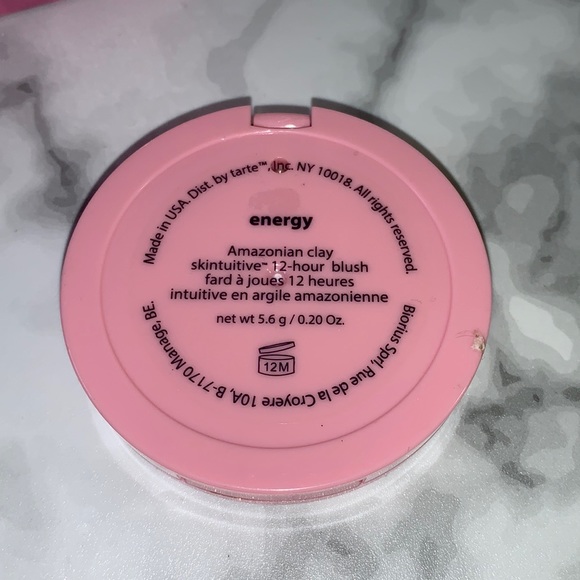 Made in USA. Dist. by tarte™, Inc. NY 10018. All rights reserved.
energy
Amazonian clay
skintuitive™ 12-hour blush
fard à joues 12 heures
intuitive en argile amazonienne
net wt 5.6 g / 0.20 Oz.
12M
Biorius Sprl, Rue de la Croyere 10A, B-7170 Manage, BE.